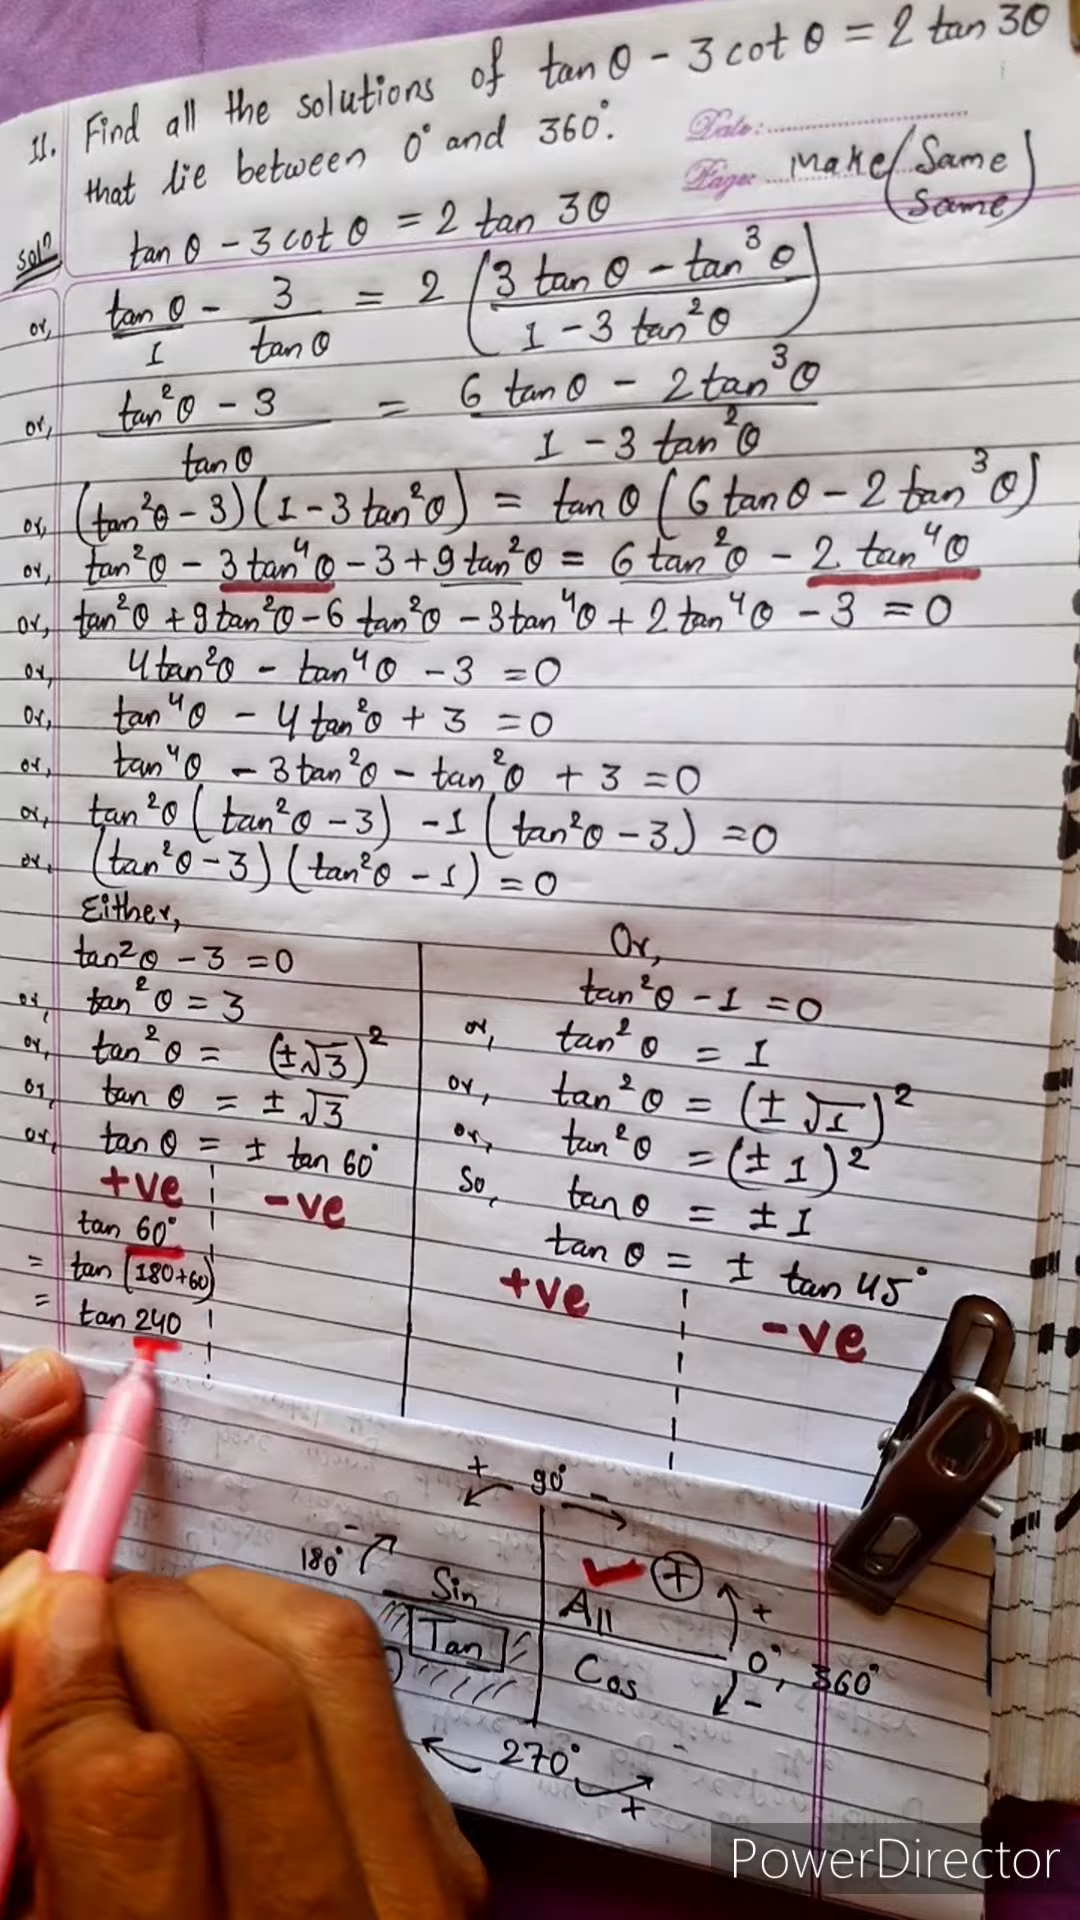 11. Find all the solutions of tan θ - 3 cot θ = 2 tan 3θ
that lie between 0° and 360°.
Date:
Page:
Make (Same
Same)
Solⁿ
tan θ - 3 cot θ = 2 tan 3θ
or, tan θ/1 - 3/tan θ = 2 (3 tan θ - tan³θ/1 - 3 tan²θ)
or, tan²θ - 3/tan θ = 6 tan θ - 2 tan³θ/1 - 3 tan²θ
or, (tan²θ - 3)(1 - 3 tan²θ) = tan θ (6 tan θ - 2 tan³θ)
or, tan²θ - 3 tan⁴θ - 3 + 9 tan²θ = 6 tan²θ - 2 tan⁴θ
or, tan²θ + 9 tan²θ - 6 tan²θ - 3 tan⁴θ + 2 tan⁴θ - 3 = 0
or, 4 tan²θ - tan⁴θ - 3 = 0
or, tan⁴θ - 4 tan²θ + 3 = 0
or, tan⁴θ - 3 tan²θ - tan²θ + 3 = 0
or, tan²θ (tan²θ - 3) - 1 (tan²θ - 3) = 0
or, (tan²θ - 3)(tan²θ - 1) = 0
Either,
tan²θ - 3 = 0
or, tan²θ = 3
or, tan²θ = (±√3)²
or, tan θ = ±√3
or, tan θ = ± tan 60°
+ve
-ve
tan 60°
= tan (180+60)
= tan 240
Or,
tan²θ - 1 = 0
or, tan²θ = 1
or, tan²θ = (±√1)²
or, tan²θ = (±1)²
So, tan θ = ±1
tan θ = ± tan 45°
+ve
-ve
+ 90° -
180° - Sin
All + +
Tan
Cos
0°, 360°
-
270°
+
PowerDirector